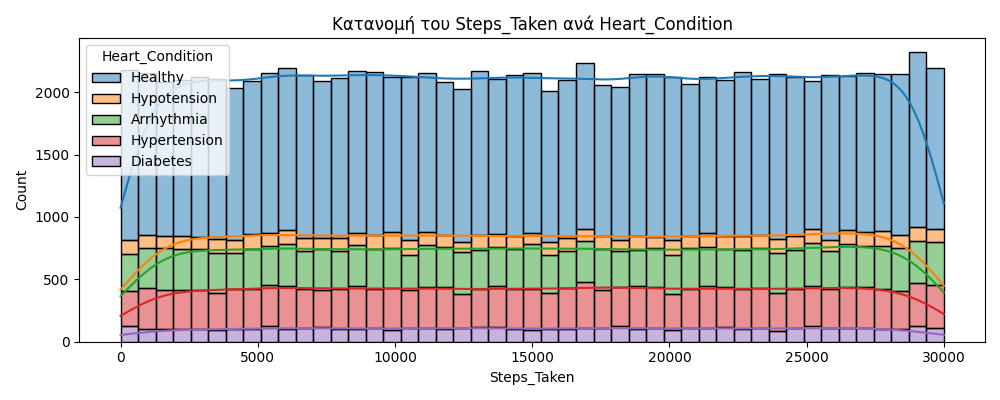 Κατανομή του Steps_Taken ανά Heart_Condition
Heart_Condition
Healthy
Hypotension
Arrhythmia
Hypertension
Diabetes
Count
2000
1500
1000
500
0
0 5000 10000 15000 20000 25000 30000
Steps_Taken